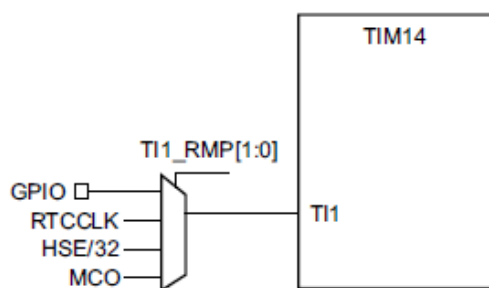 TIM14
TI1_RMP[1:0]
GPIO
RTCCLK
HSE/32
MCO
TI1